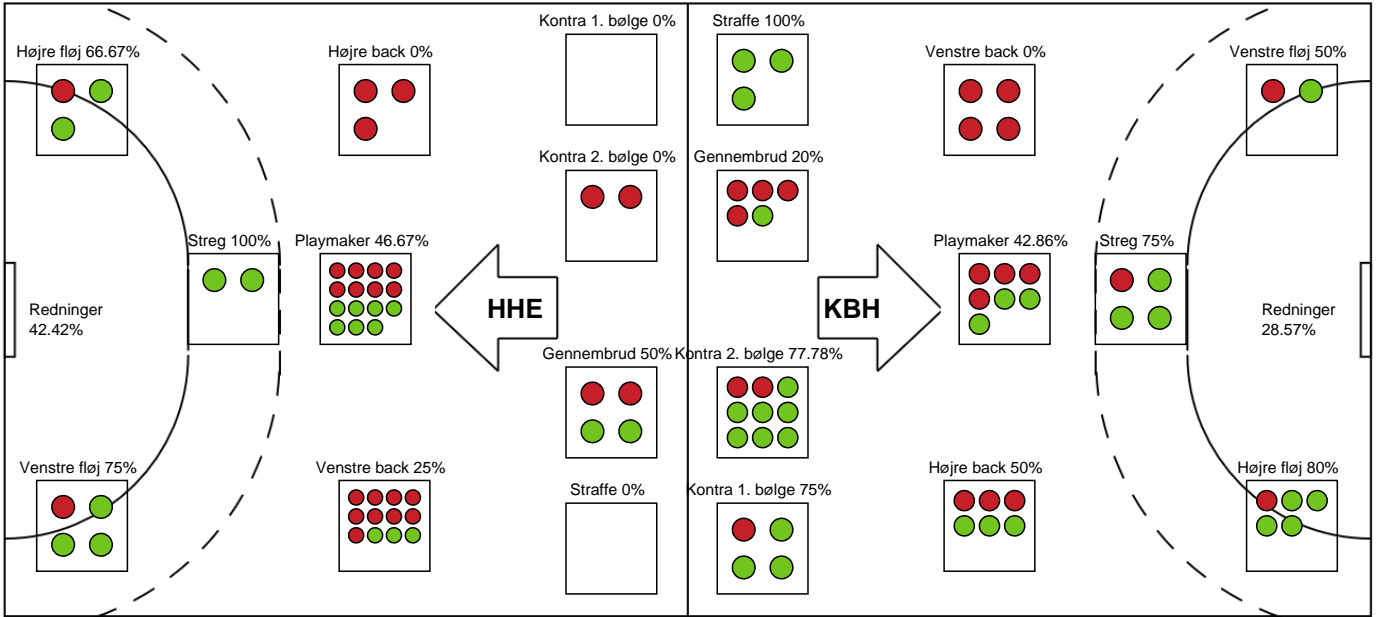 Kontra 1. bølge 0%
Straffe 100%
Højre fløj 66.67%
Højre back 0%
Venstre back 0%
Venstre fløj 50%
Kontra 2. bølge 0%
Gennembrud 20%
Streg 100%
Playmaker 46.67%
Playmaker 42.86%
Streg 75%
Redninger
42.42%
HHE
KBH
Redninger
28.57%
Gennembrud 50%
Kontra 2. bølge 77.78%
Venstre fløj 75%
Venstre back 25%
Højre back 50%
Højre fløj 80%
Straffe 0%
Kontra 1. bølge 75%